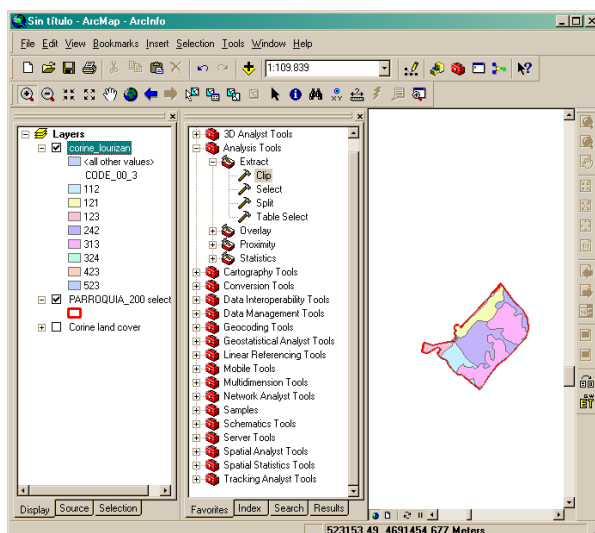 Sin título - ArcMap - ArcInfo
File Edit View Bookmarks Insert Selection Tools Window Help
1:109.839
Layers
corine_lourizan
<all other values>
CODE_00_3
112
121
123
242
313
324
423
523
PARROQUIA_200 select
Corine land cover
Display Source Selection
3D Analyst Tools
Analysis Tools
Extract
Clip
Select
Split
Table Select
Overlay
Proximity
Statistics
Cartography Tools
Conversion Tools
Data Interoperability Tools
Data Management Tools
Geocoding Tools
Geostatistical Analyst Tools
Linear Referencing Tools
Mobile Tools
Multidimension Tools
Network Analyst Tools
Samples
Schematics Tools
Server Tools
Spatial Analyst Tools
Spatial Statistics Tools
Tracking Analyst Tools
Favorites Index Search Results
ET
523153,49 4691454,677 Meters